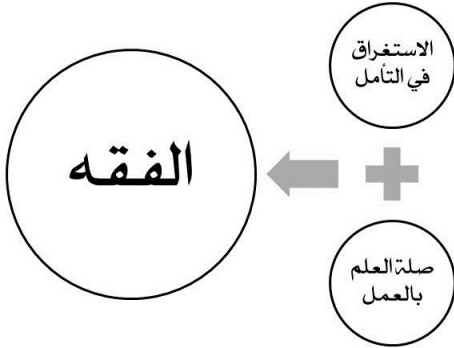 الاستغراق
في التأمل
الفقه
صلة العلم
بالعمل